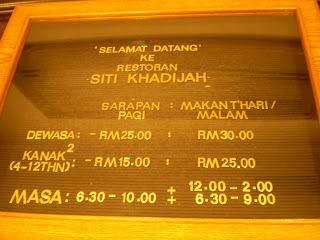 'SELAMAT DATANG'
KE
RESTORAN
-SITI KHADIJAH-
SARAPAN PAGI : MAKAN T'HARI / MALAM
DEWASA: - RM25.00 : RM30.00
KANAK2 (4-12THN): - RM15.00 : RM25.00
MASA: 6.30 - 10.00 ÷ 12.00 - 2.00
÷ 6.30 - 9.00